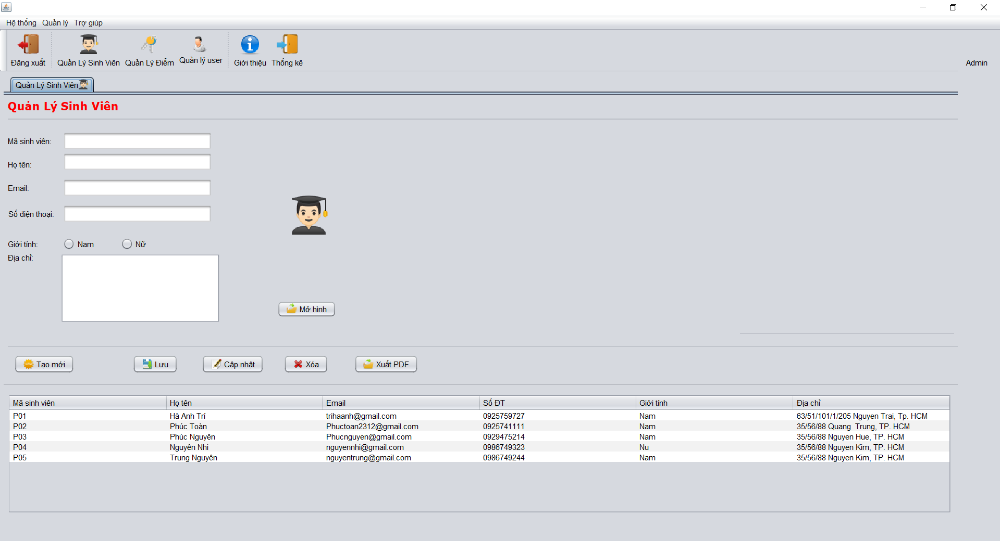 Hệ thống Quản lý Trợ giúp
Đăng xuất Quản Lý Sinh Viên Quản Lý Điểm Quản lý user Giới thiệu Thống kê Admin
Quản Lý Sinh Viên
Quản Lý Sinh Viên
Mã sinh viên:
Họ tên:
Email:
Số điện thoại:
Giới tính: Nam Nữ
Địa chỉ:
Mở hình
Tạo mới Lưu Cập nhật Xóa Xuất PDF
Mã sinh viên Họ tên Email Số ĐT Giới tính Địa chỉ
P01 Hà Anh Trí trihaanh@gmail.com 0925759727 Nam 63/51/101/1/205 Nguyen Trai, Tp. HCM
P02 Phúc Toàn Phuctoan2312@gmail.com 0925741111 Nam 35/56/88 Quang  Trung, TP. HCM
P03 Phúc Nguyên Phucnguyen@gmail.com 0929475214 Nam 35/56/88 Nguyen Hue, TP. HCM
P04 Nguyên Nhi nguyennhi@gmail.com 0986749323 Nu 35/56/88 Nguyen Kim, TP. HCM
P05 Trung Nguyên nguyentrung@gmail.com 0986749244 Nam 35/56/88 Nguyen Kim, TP. HCM